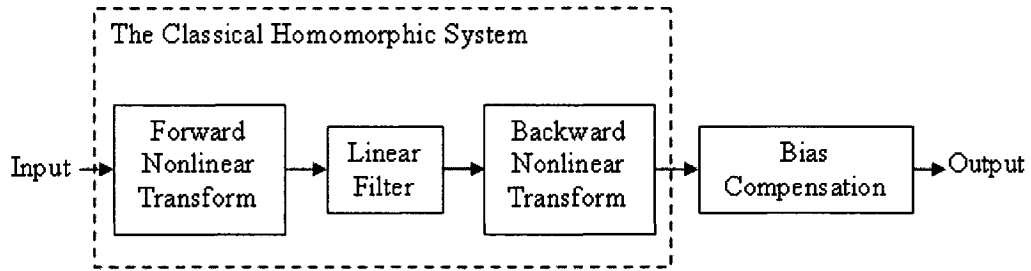 The Classical Homomorphic System
Input
Forward
Nonlinear
Transform
Linear
Filter
Backward
Nonlinear
Transform
Bias
Compensation
Output